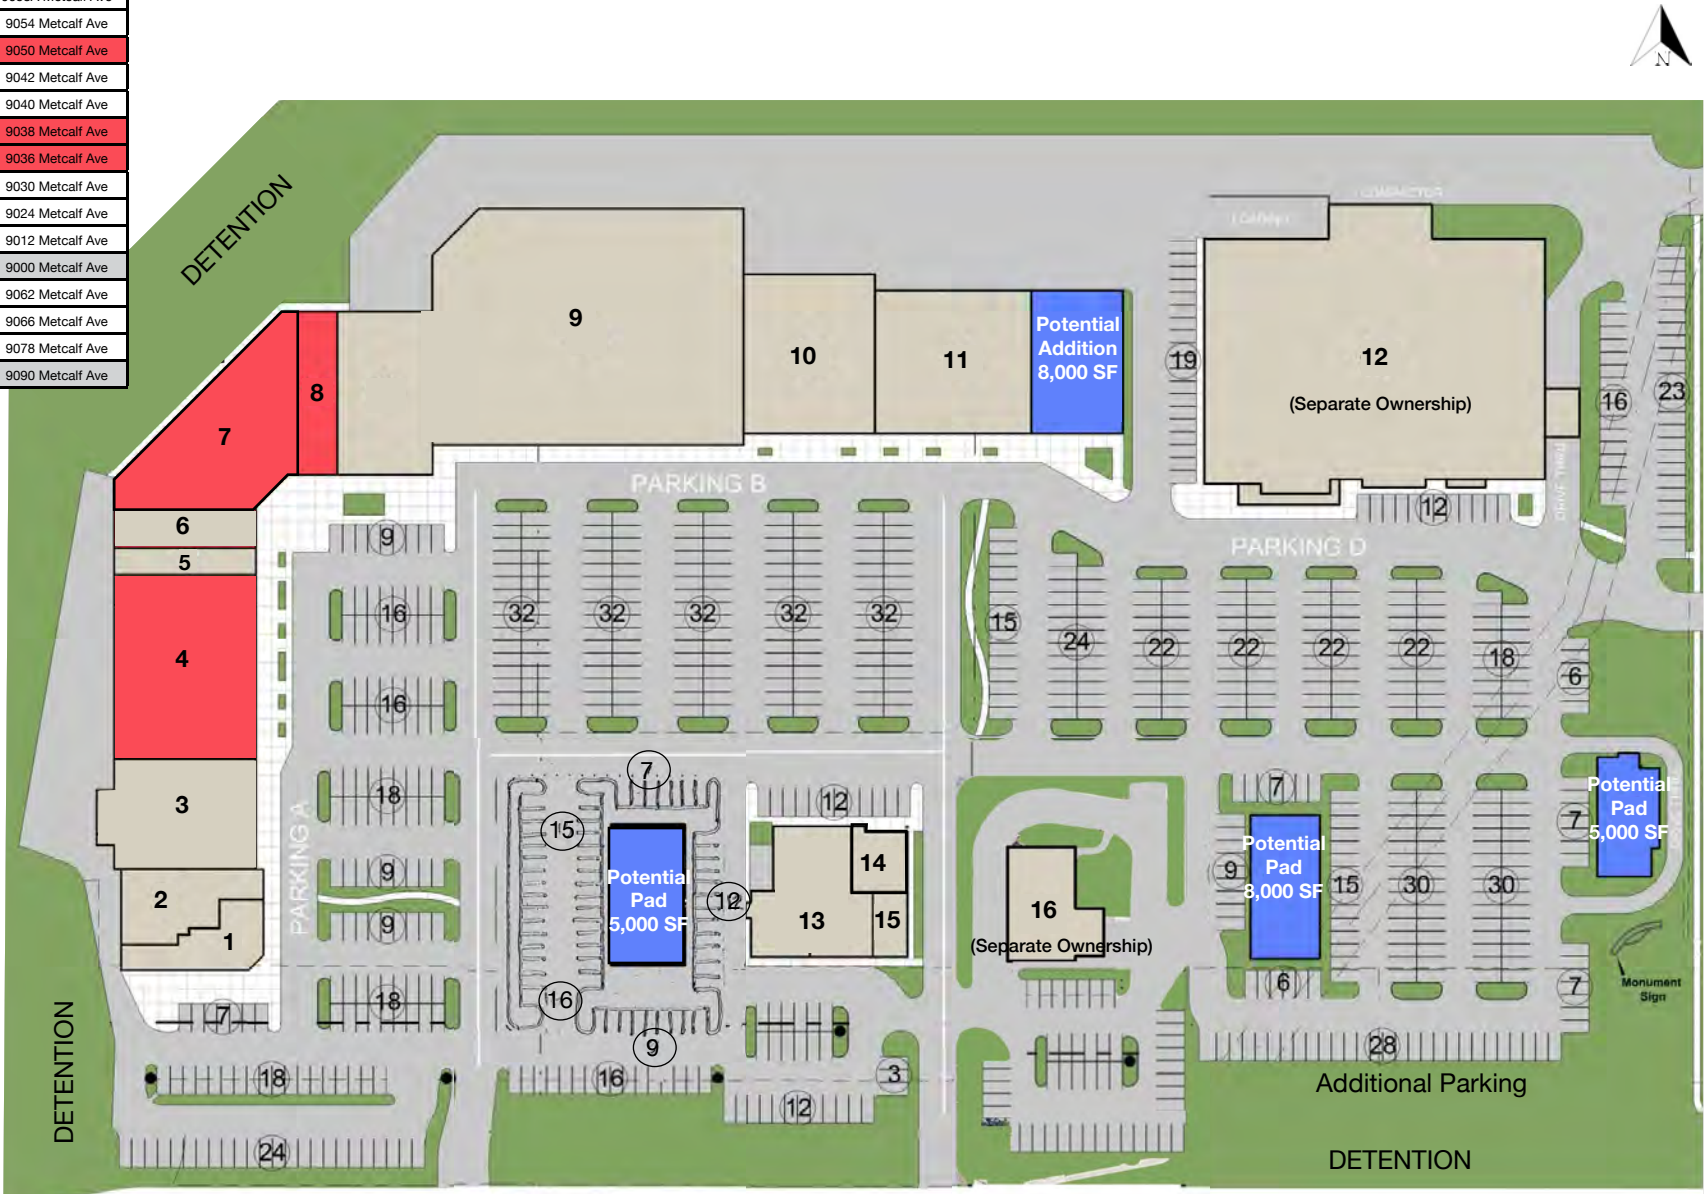 9054 Metcalf Ave
9050 Metcalf Ave
9042 Metcalf Ave
9040 Metcalf Ave
9038 Metcalf Ave
9036 Metcalf Ave
9030 Metcalf Ave
9024 Metcalf Ave
9012 Metcalf Ave
9000 Metcalf Ave
9062 Metcalf Ave
9066 Metcalf Ave
9078 Metcalf Ave
9090 Metcalf Ave
N
DETENTION
9
10
11
Potential
Addition
8,000 SF
19
12
(Separate Ownership)
16
23
8
7
PARKING B
12
DRIVE THRU
PARKING D
6
5
9
4
16
32
32
32
32
32
15
24
22
22
22
22
18
6
16
3
PARKING A
18
7
15
12
Potential
Pad
5,000 SF
12
14
13
15
16
(Separate Ownership)
7
9
Potential
Pad
8,000 SF
15
30
30
7
Potential
Pad
5,000 SF
2
1
9
9
18
7
16
9
6
7
Monument
Sign
28
Additional Parking
DETENTION
18
16
3
12
24
DETENTION